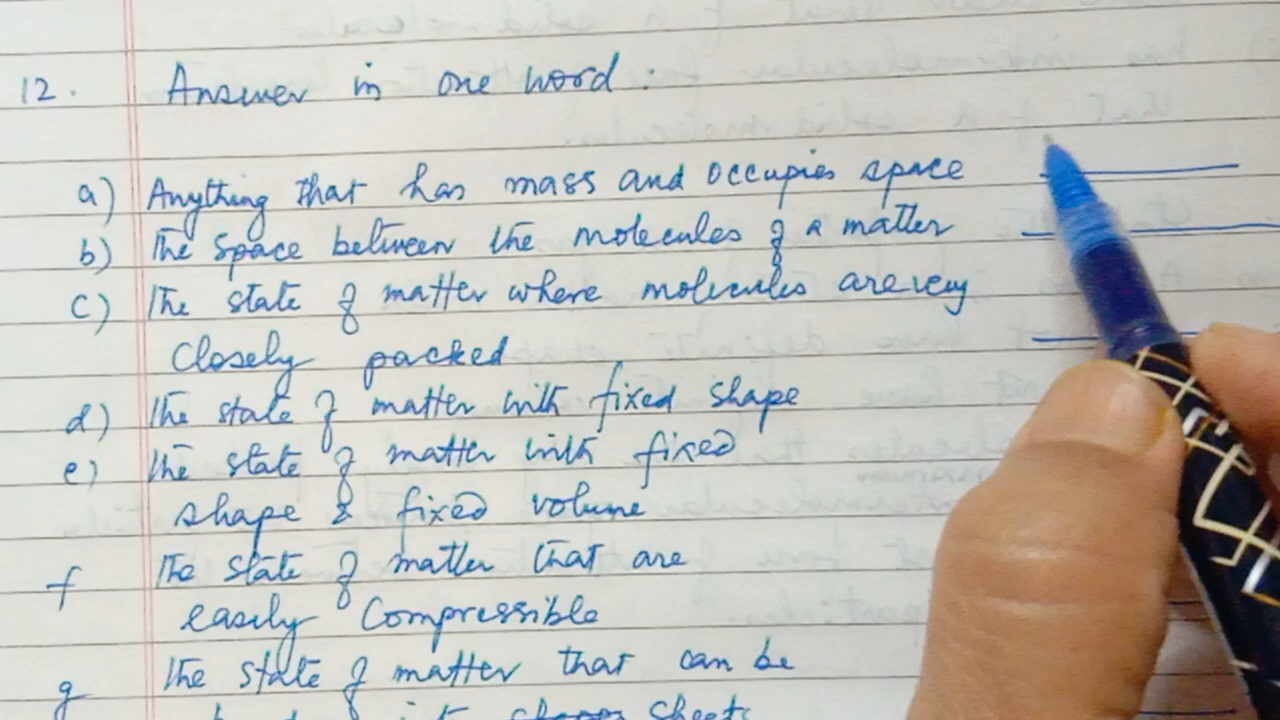 12. Answer in one word :
a) Anything that has mass and occupies space
b) The space between the molecules of a matter
c) The state of matter where molecules are very
closely packed
d) The state of matter with fixed shape
e) The state of matter with fixed
shape & fixed volume
f The state of matter that are
easily compressible
g The state of matter that can be
sheets